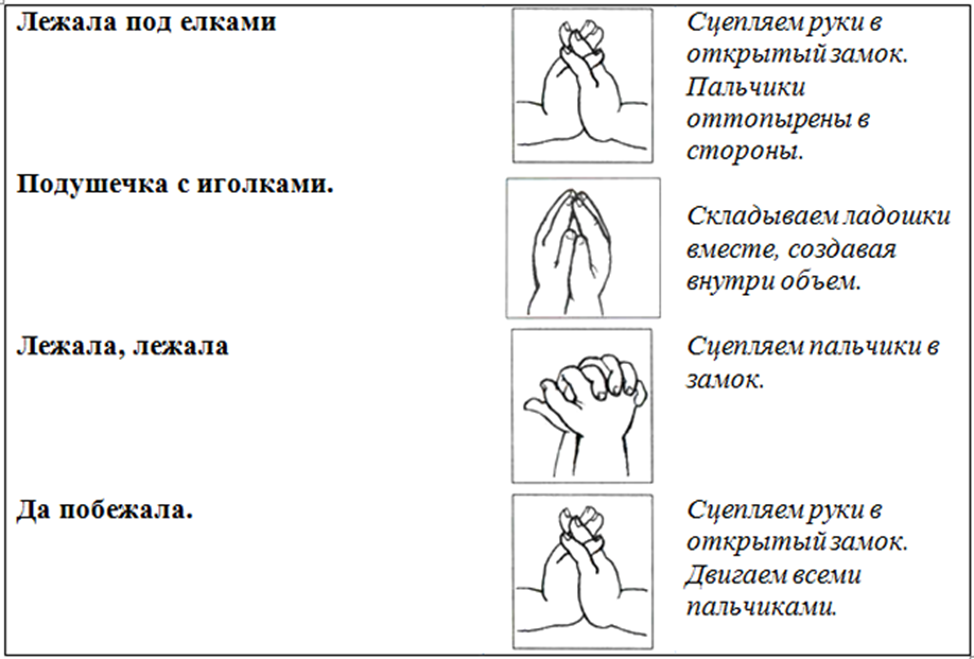 Лежала под елками
Сцепляем руки в
открытый замок.
Пальчики
оттопырены в
стороны.
Подушечка с иголками.
Складываем ладошки
вместе, создавая
внутри объем.
Лежала, лежала
Сцепляем пальчики в
замок.
Да побежала.
Сцепляем руки в
открытый замок.
Двигаем всеми
пальчиками.